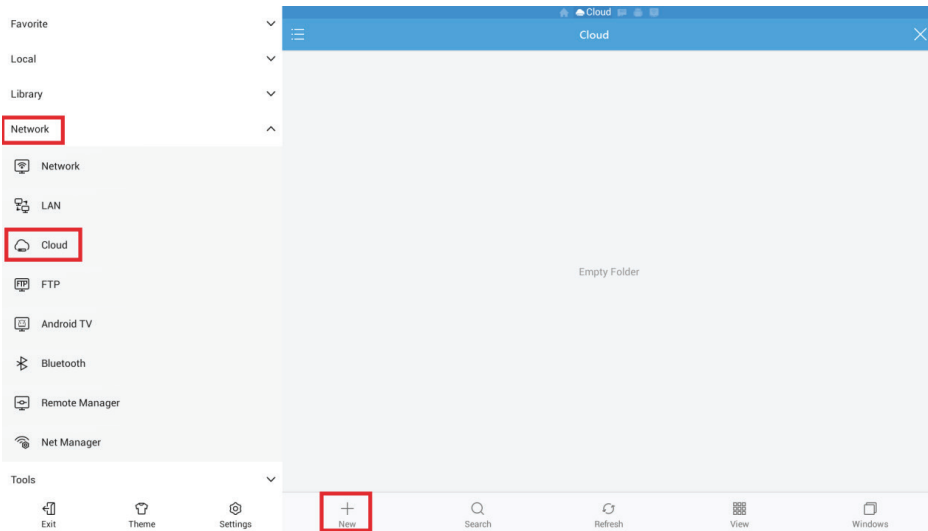 Favorite
Local
Library
Network
Network
LAN
Cloud
FTP
Android TV
Bluetooth
Remote Manager
Net Manager
Tools
Exit Theme Settings
Cloud
Cloud
Empty Folder
New Search Refresh View Windows